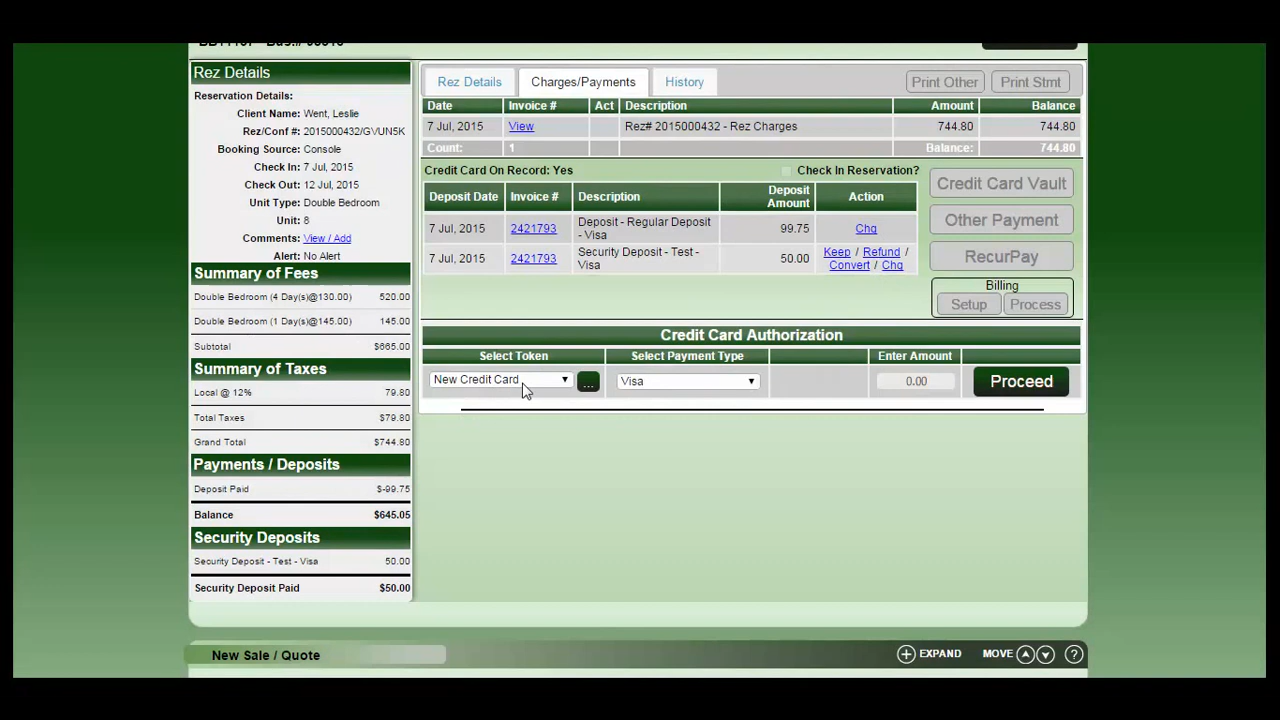 Rez Details
Reservation Details:
Client Name: Went, Leslie
Rez/Conf #: 2015000432/GVUN5K
Booking Source: Console
Check In: 7 Jul, 2015
Check Out: 12 Jul, 2015
Unit Type: Double Bedroom
Unit: 8
Comments: View / Add
Alert: No Alert
Summary of Fees
Double Bedroom (4 Day(s)@130.00) 520.00
Double Bedroom (1 Day(s)@145.00) 145.00
Subtotal $665.00
Summary of Taxes
Local @ 12% 79.80
Total Taxes $79.80
Grand Total $744.80
Payments / Deposits
Deposit Paid $-99.75
Balance $645.05
Security Deposits
Security Deposit - Test - Visa 50.00
Security Deposit Paid $50.00
Rez Details Charges/Payments History Print Other Print Stmt
Date Invoice # Act Description Amount Balance
7 Jul, 2015 View Rez# 2015000432 - Rez Charges 744.80 744.80
Count: 1 Balance: 744.80
Credit Card On Record: Yes Check In Reservation?
Deposit Date Invoice # Description Deposit Amount Action
7 Jul, 2015 2421793 Deposit - Regular Deposit - Visa 99.75 Chg
7 Jul, 2015 2421793 Security Deposit - Test - Visa 50.00 Keep / Refund / Convert / Chg
Credit Card Vault
Other Payment
RecurPay
Billing
Setup Process
Credit Card Authorization
Select Token Select Payment Type Enter Amount
New Credit Card ... Visa 0.00 Proceed
New Sale / Quote EXPAND MOVE ?